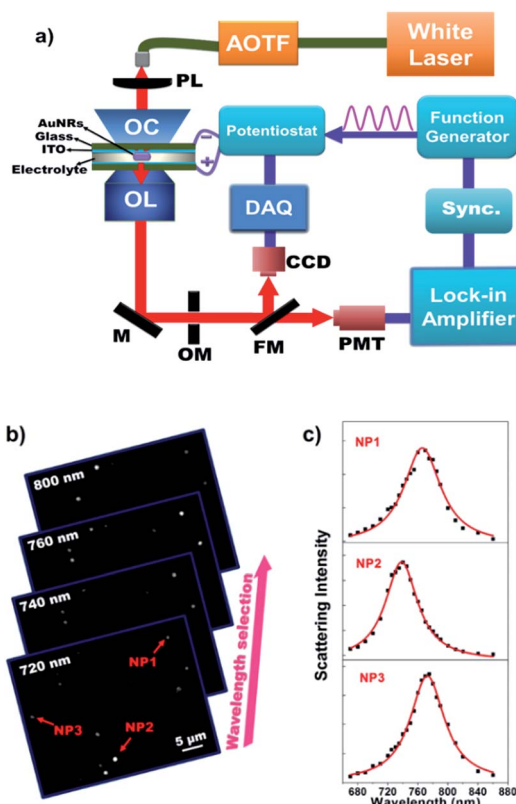 a)
AOTF
White
Laser
PL
OC
AuNRs
Glass
ITO
Electrolyte
OL
−
+
Potentiostat
Function
Generator
DAQ
Sync.
CCD
Lock-in
Amplifier
M
OM
FM
PMT
b)
800 nm
760 nm
740 nm
720 nm
NP1
NP3
NP2
5 µm
Wavelength selection
c)
NP1
NP2
NP3
Scattering Intensity
680 720 760 800 840 880
Wavelength (nm)